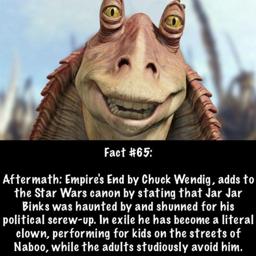 Fact #65:
Aftermath: Empire's End by Chuck Wendig, adds to
the Star Wars canon by stating that Jar Jar
Binks was haunted by and shunned for his
political screw-up. In exile he has become a literal
clown, performing for kids on the streets of
Naboo, while the adults studiously avoid him.